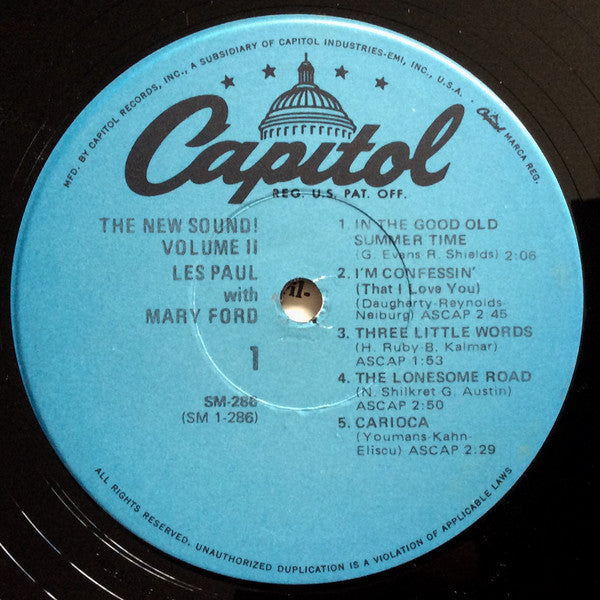 MFD. BY CAPITOL RECORDS, INC., A SUBSIDIARY OF CAPITOL INDUSTRIES-EMI, INC., U.S.A. . Capitol MARCA REG.
Capitol
REG. U.S. PAT. OFF.
THE NEW SOUND!
VOLUME II
LES PAUL
with
MARY FORD
1
SM-286
(SM 1-286)
1. IN THE GOOD OLD
SUMMER TIME
(G. Evans R. Shields) 2:06
2. I'M CONFESSIN'
(That I Love You)
(Daugherty-Reynolds-
Neiburg) ASCAP 2 45
3. THREE LITTLE WORDS
(H. Ruby-B. Kalmar)
ASCAP 1:53
4. THE LONESOME ROAD
(N. Shilkret G. Austin)
ASCAP 2:50
5. CARIOCA
(Youmans-Kahn-
Eliscu) ASCAP 2:29
ALL RIGHTS RESERVED. UNAUTHORIZED DUPLICATION IS A VIOLATION OF APPLICABLE LAWS